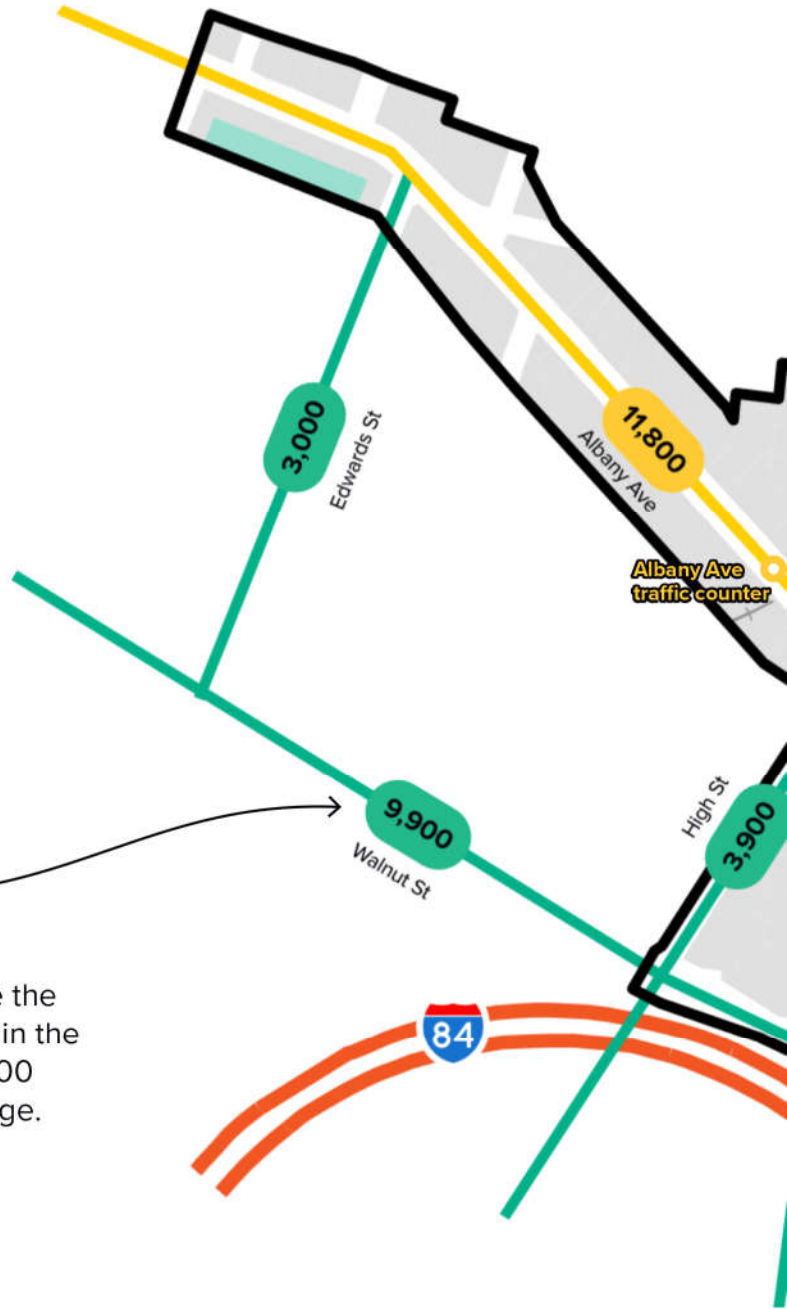 3,000
Edwards St
11,800
Albany Ave
Albany Ave
traffic counter
High St
3,900
9,900
Walnut St
the
in the
00
ge.
84